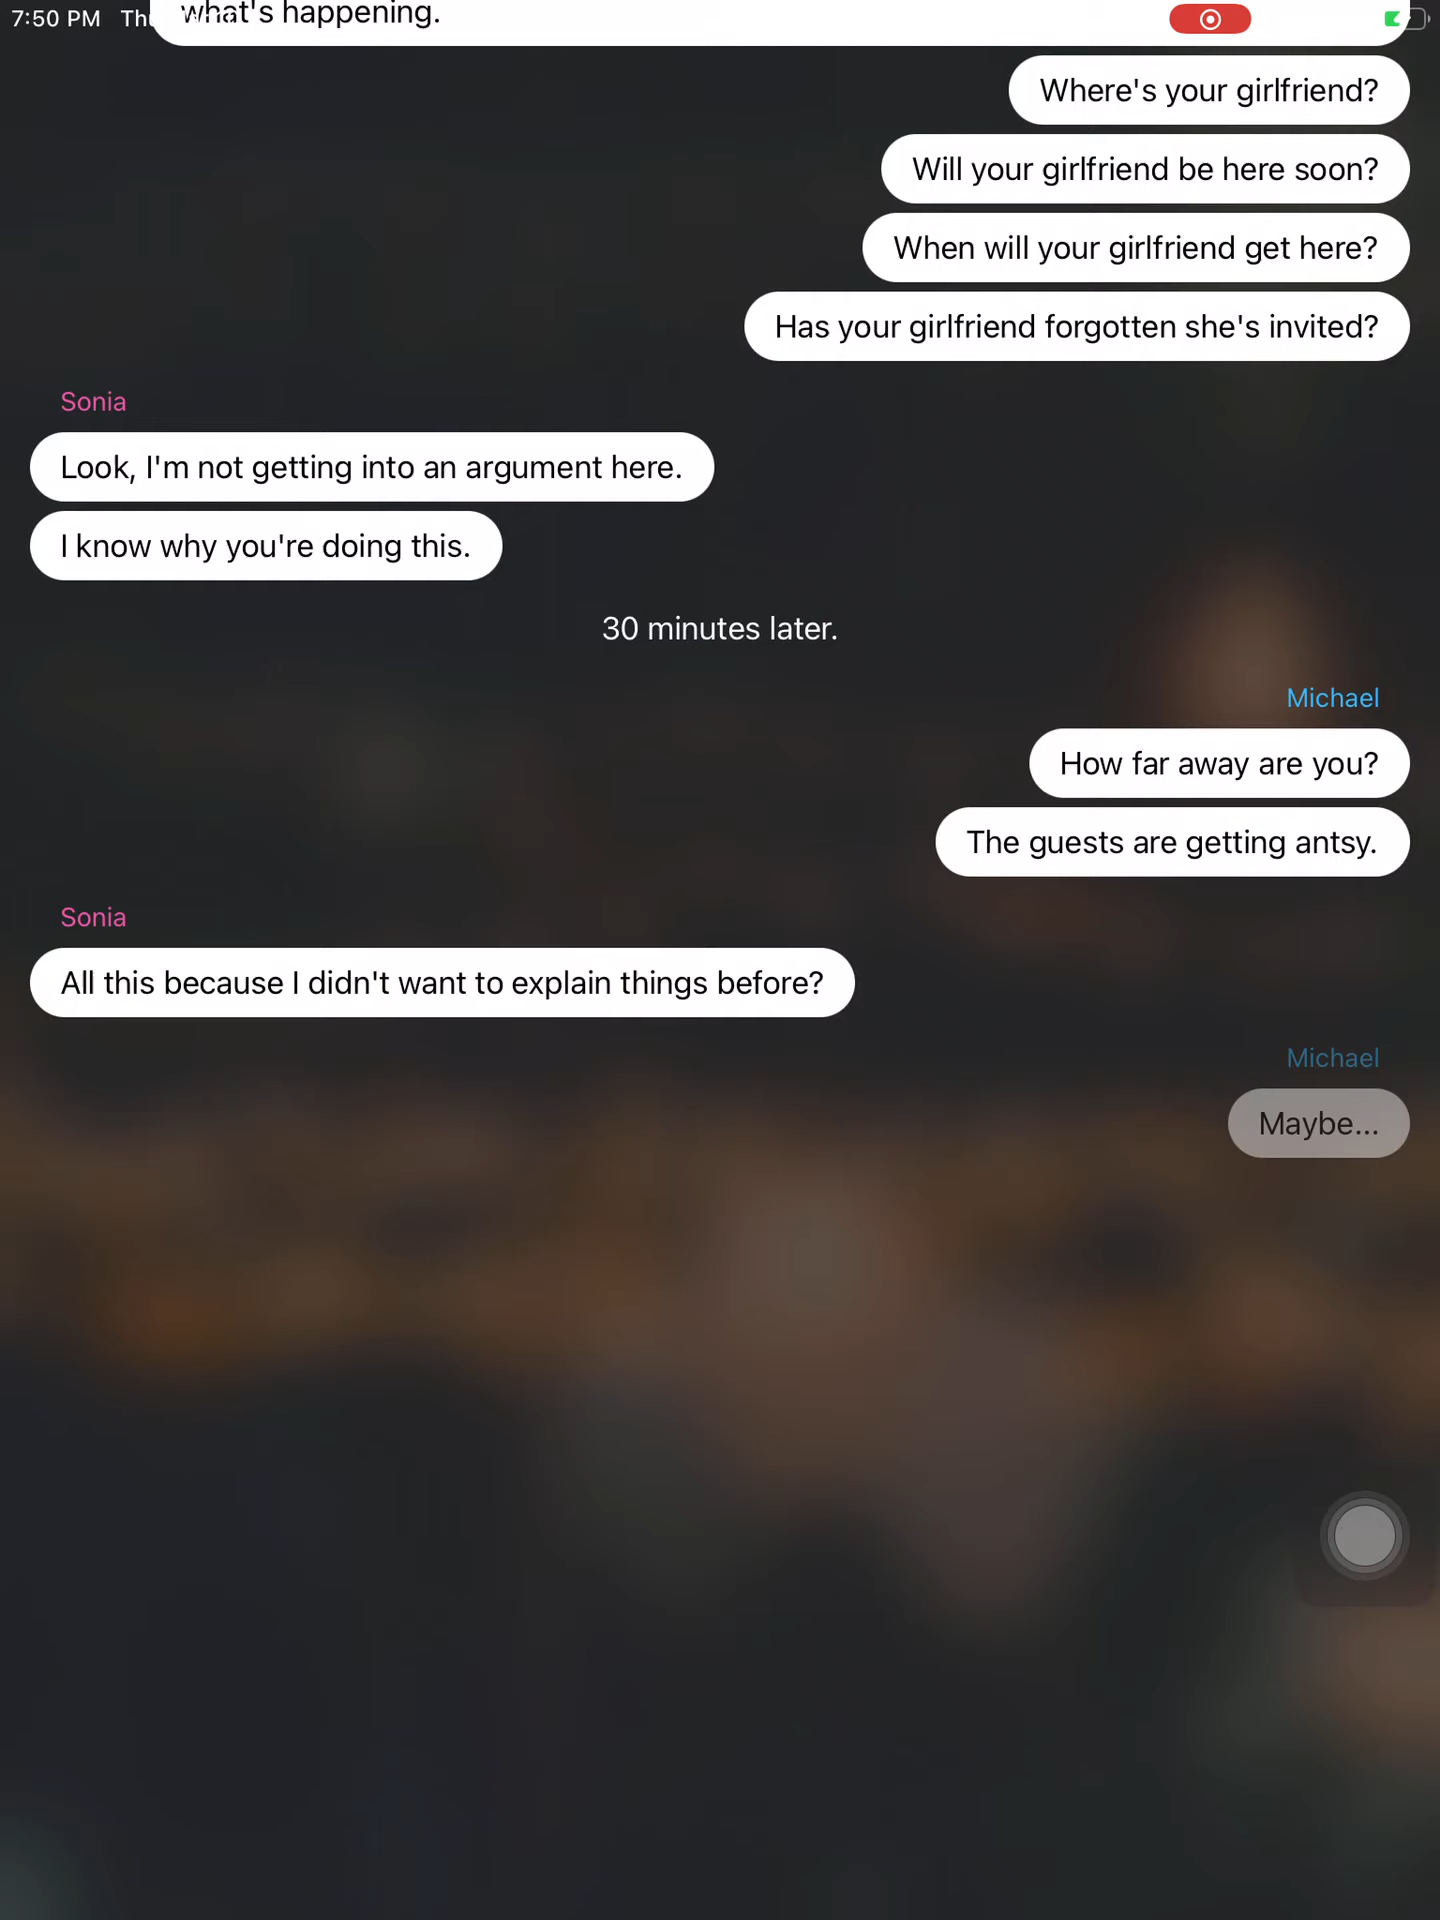 7:50 PM Thu
what's happening.
Where's your girlfriend?
Will your girlfriend be here soon?
When will your girlfriend get here?
Has your girlfriend forgotten she's invited?
Sonia
Look, I'm not getting into an argument here.
I know why you're doing this.
30 minutes later.
Michael
How far away are you?
The guests are getting antsy.
Sonia
All this because I didn't want to explain things before?
Michael
Maybe...